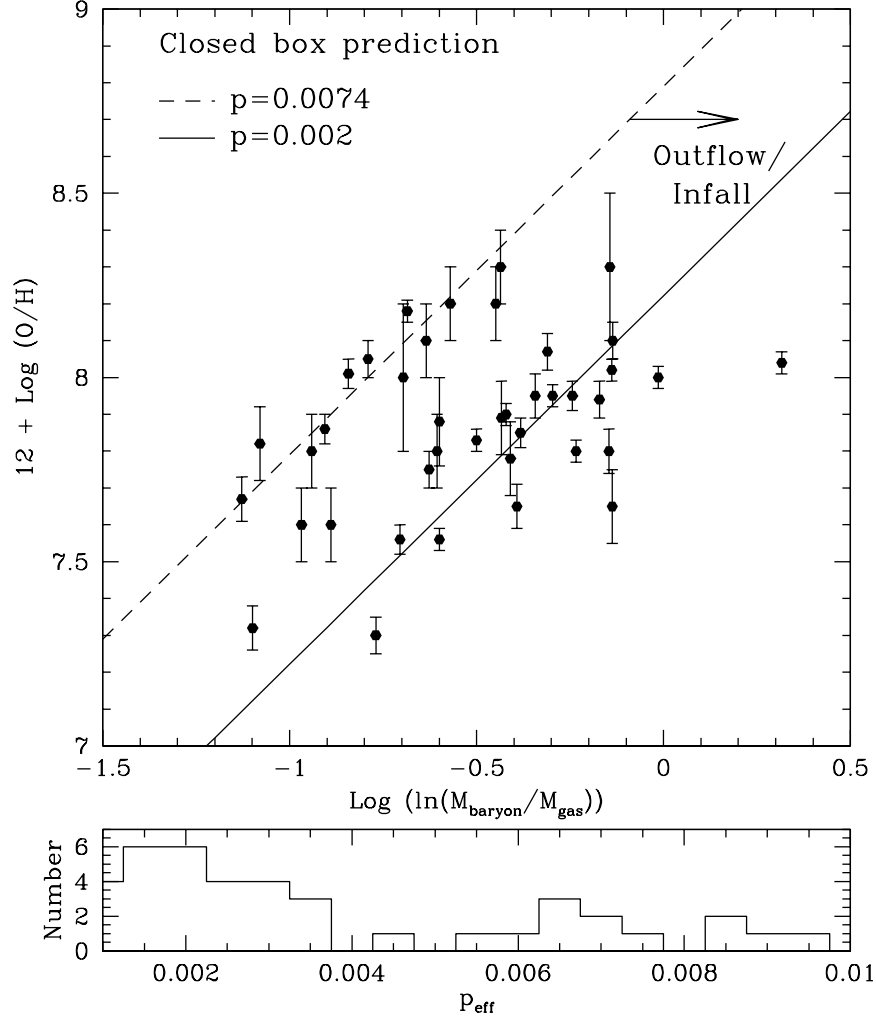 Closed box prediction
p=0.0074
p=0.002
Outflow/
Infall
9
8.5
8
7.5
7
12 + Log (O/H)
−1.5 −1 −0.5 0 0.5
Log (ln(M_baryon/M_gas))
6
4
2
0
Number
0.002 0.004 0.006 0.008 0.01
p_eff